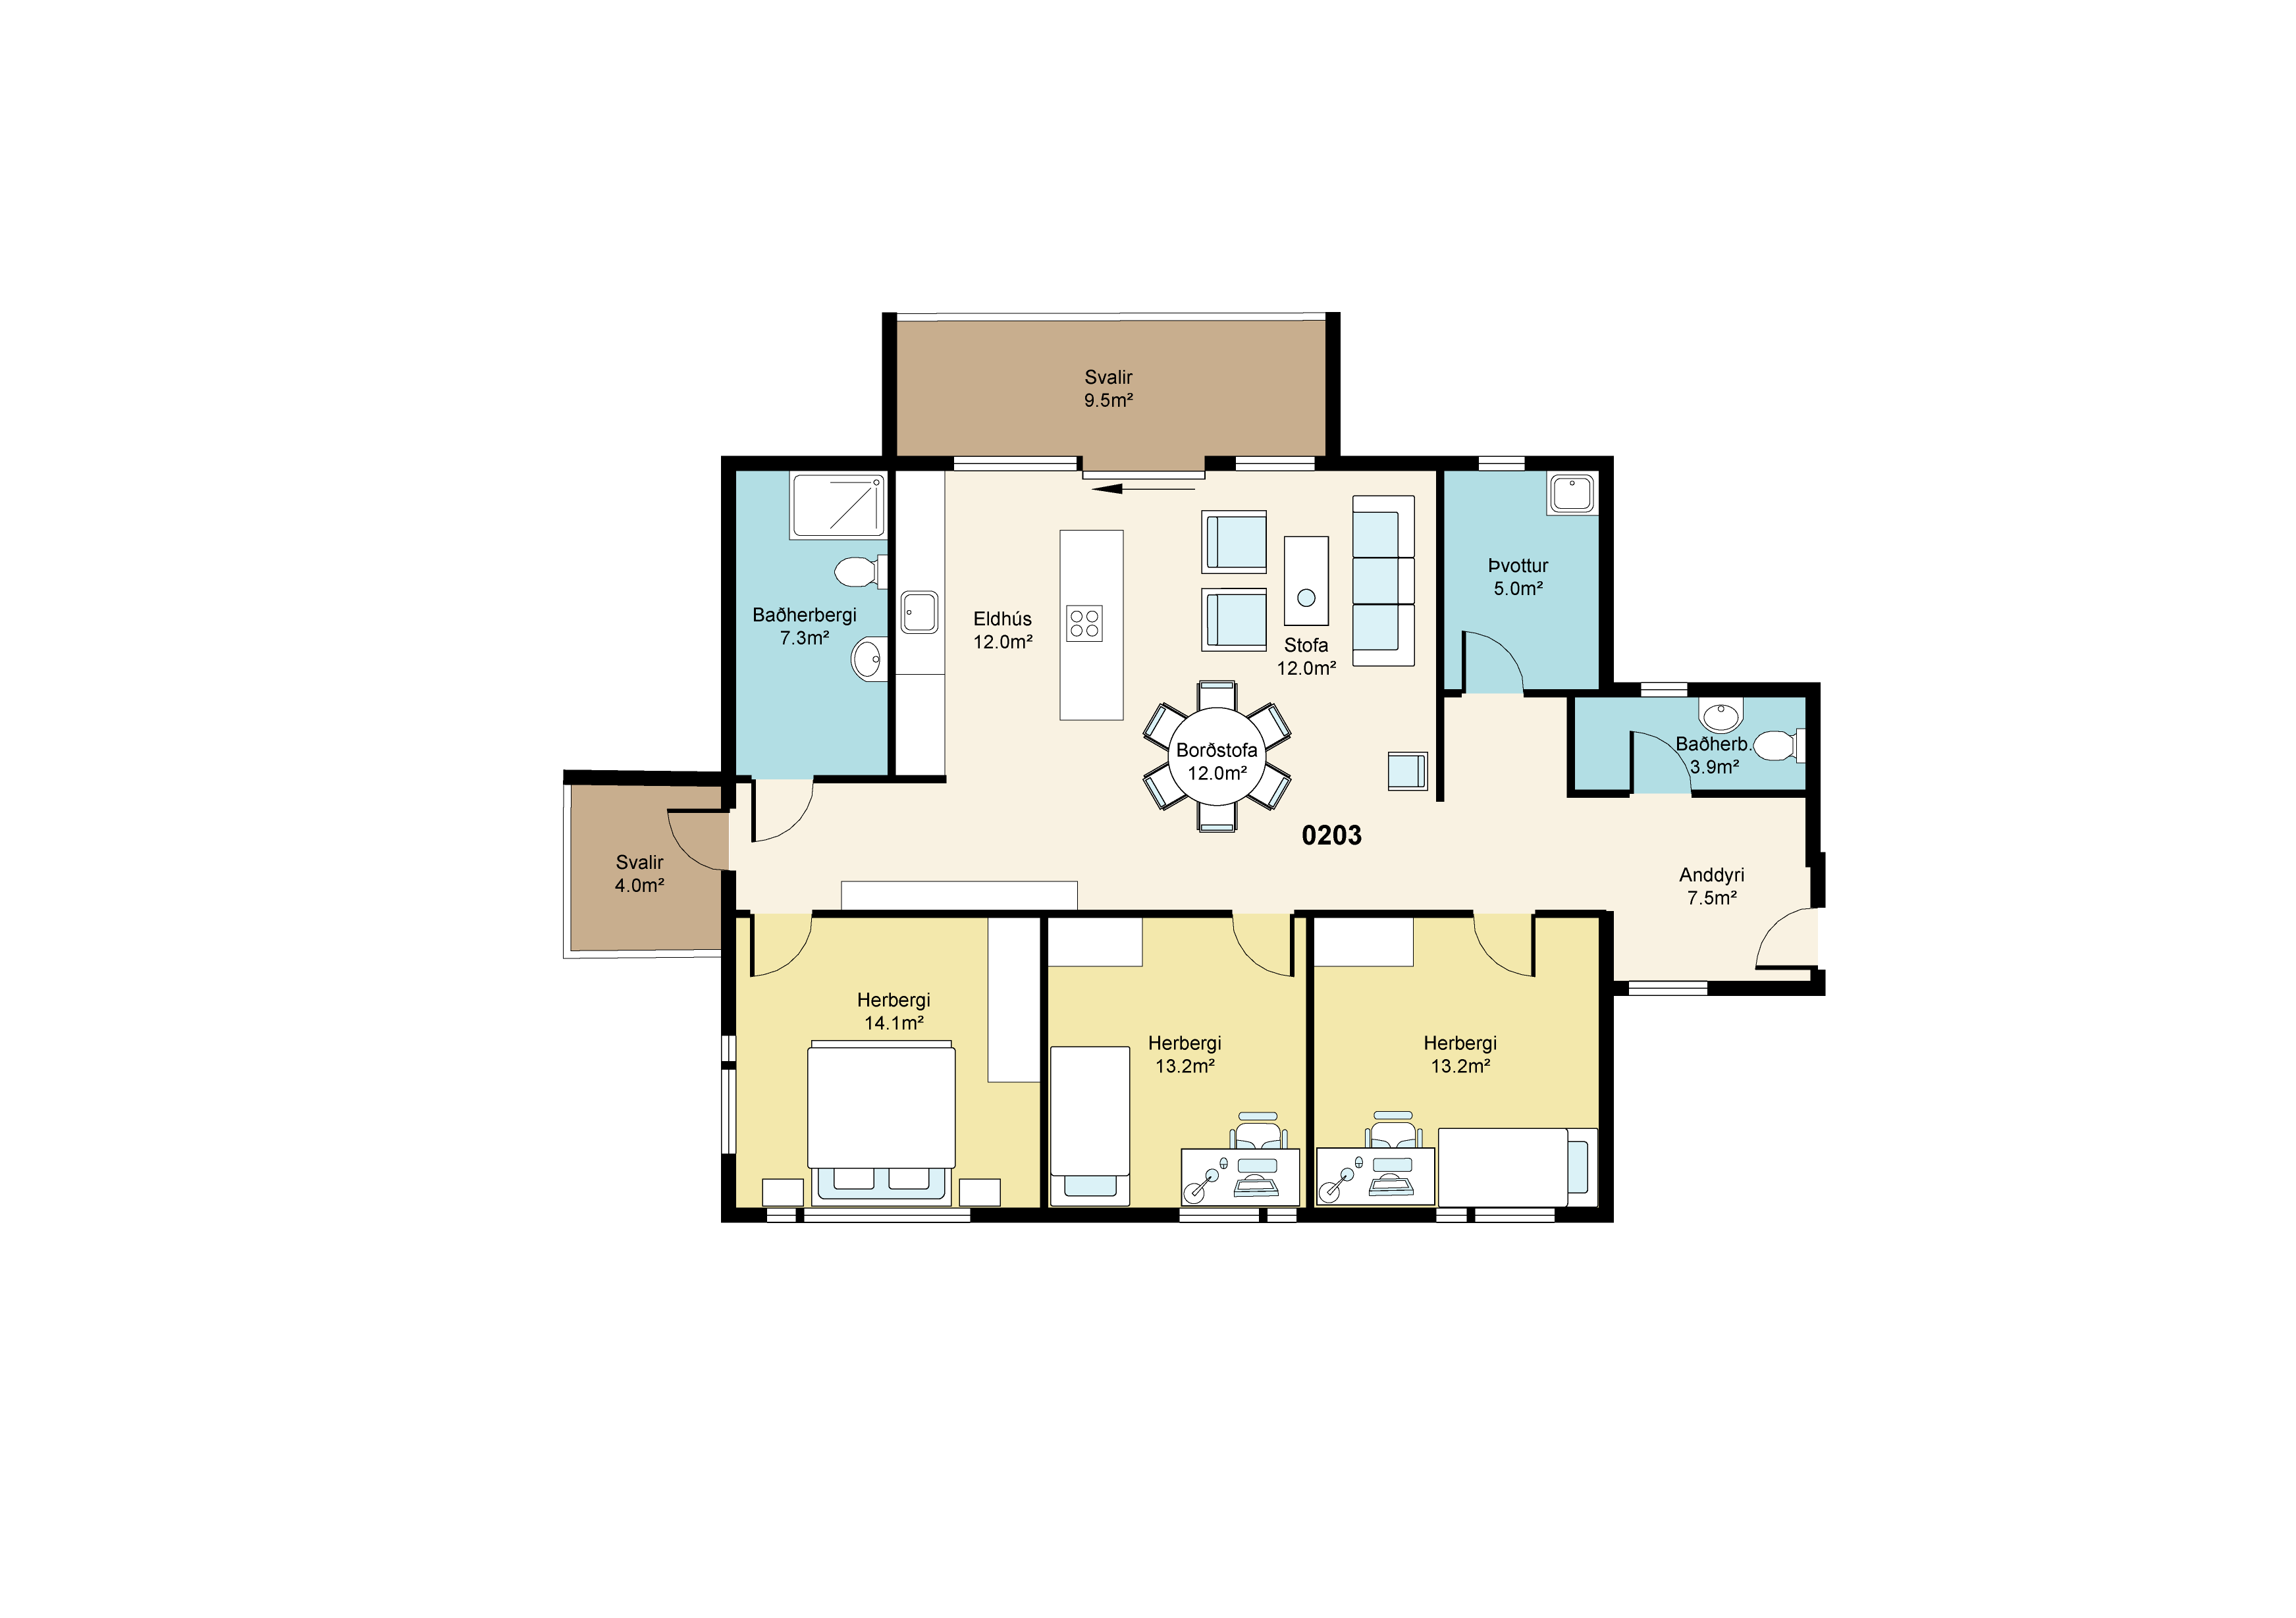 Svalir
9.5m²
Þvottur
5.0m²
Baðherbergi
7.3m²
Eldhús
12.0m²
Stofa
12.0m²
Borðstofa
12.0m²
Baðherb.
3.9m²
0203
Svalir
4.0m²
Anddyri
7.5m²
Herbergi
14.1m²
Herbergi
13.2m²
Herbergi
13.2m²